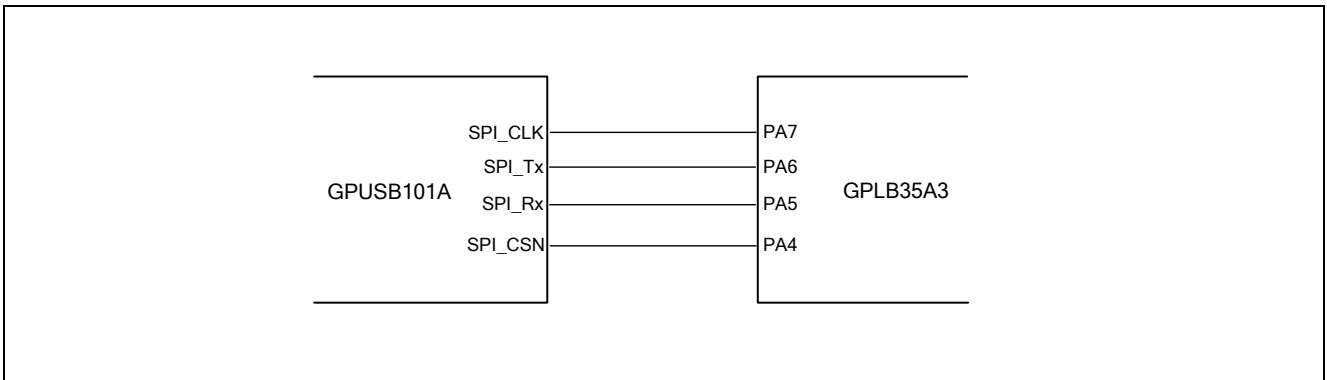 SPI_CLK PA7
SPI_Tx PA6
GPUSB101A GPLB35A3
SPI_Rx PA5
SPI_CSN PA4